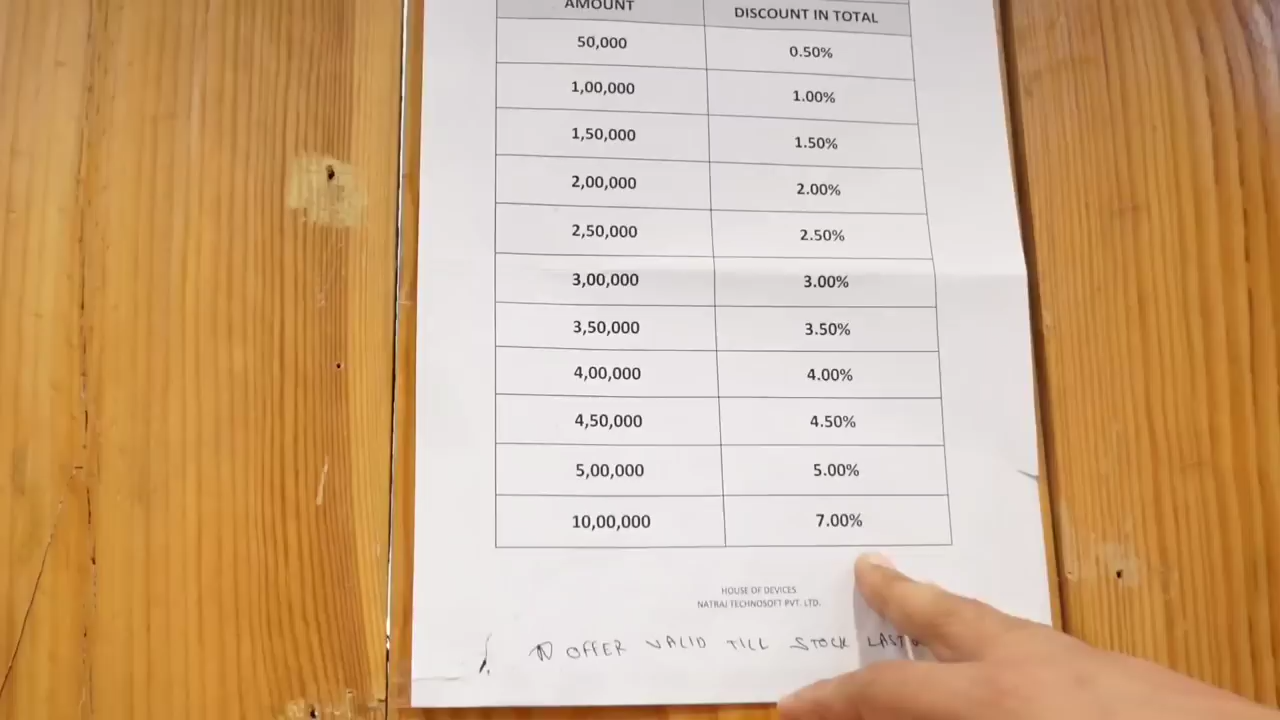 AMOUNT DISCOUNT IN TOTAL
50,000 0.50%
1,00,000 1.00%
1,50,000 1.50%
2,00,000 2.00%
2,50,000 2.50%
3,00,000 3.00%
3,50,000 3.50%
4,00,000 4.00%
4,50,000 4.50%
5,00,000 5.00%
10,00,000 7.00%
HOUSE OF DEVICES
NATRAJ TECHNOSOFT PVT. LTD.
OFFER VALID TILL STOCK